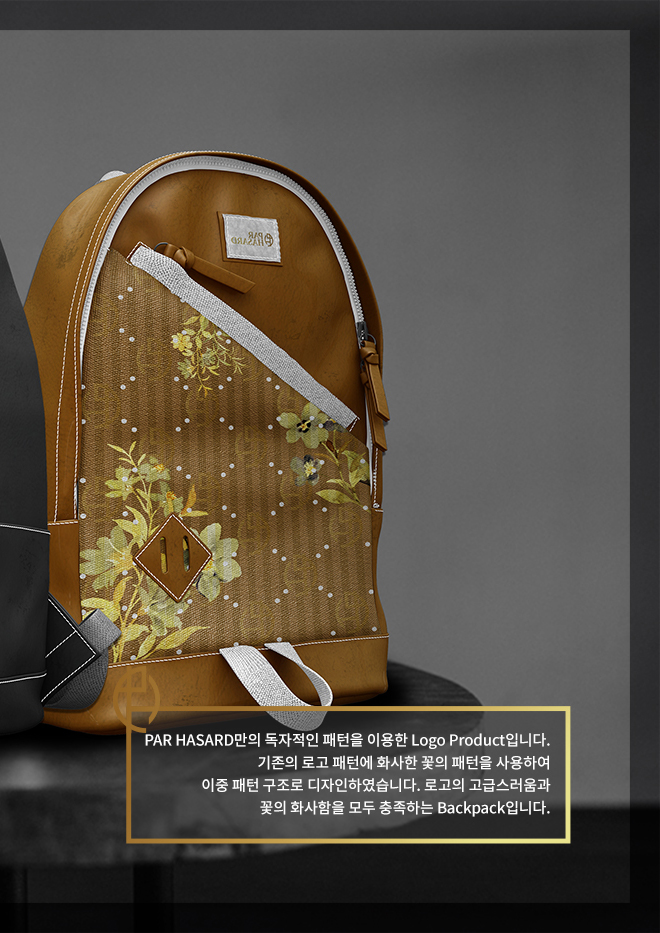 PAR
HASARD
PAR HASARD만의 독자적인 패턴을 이용한 Logo Product입니다.
기존의 로고 패턴에 화사한 꽃의 패턴을 사용하여
이중 패턴 구조로 디자인하였습니다. 로고의 고급스러움과
꽃의 화사함을 모두 충족하는 Backpack입니다.